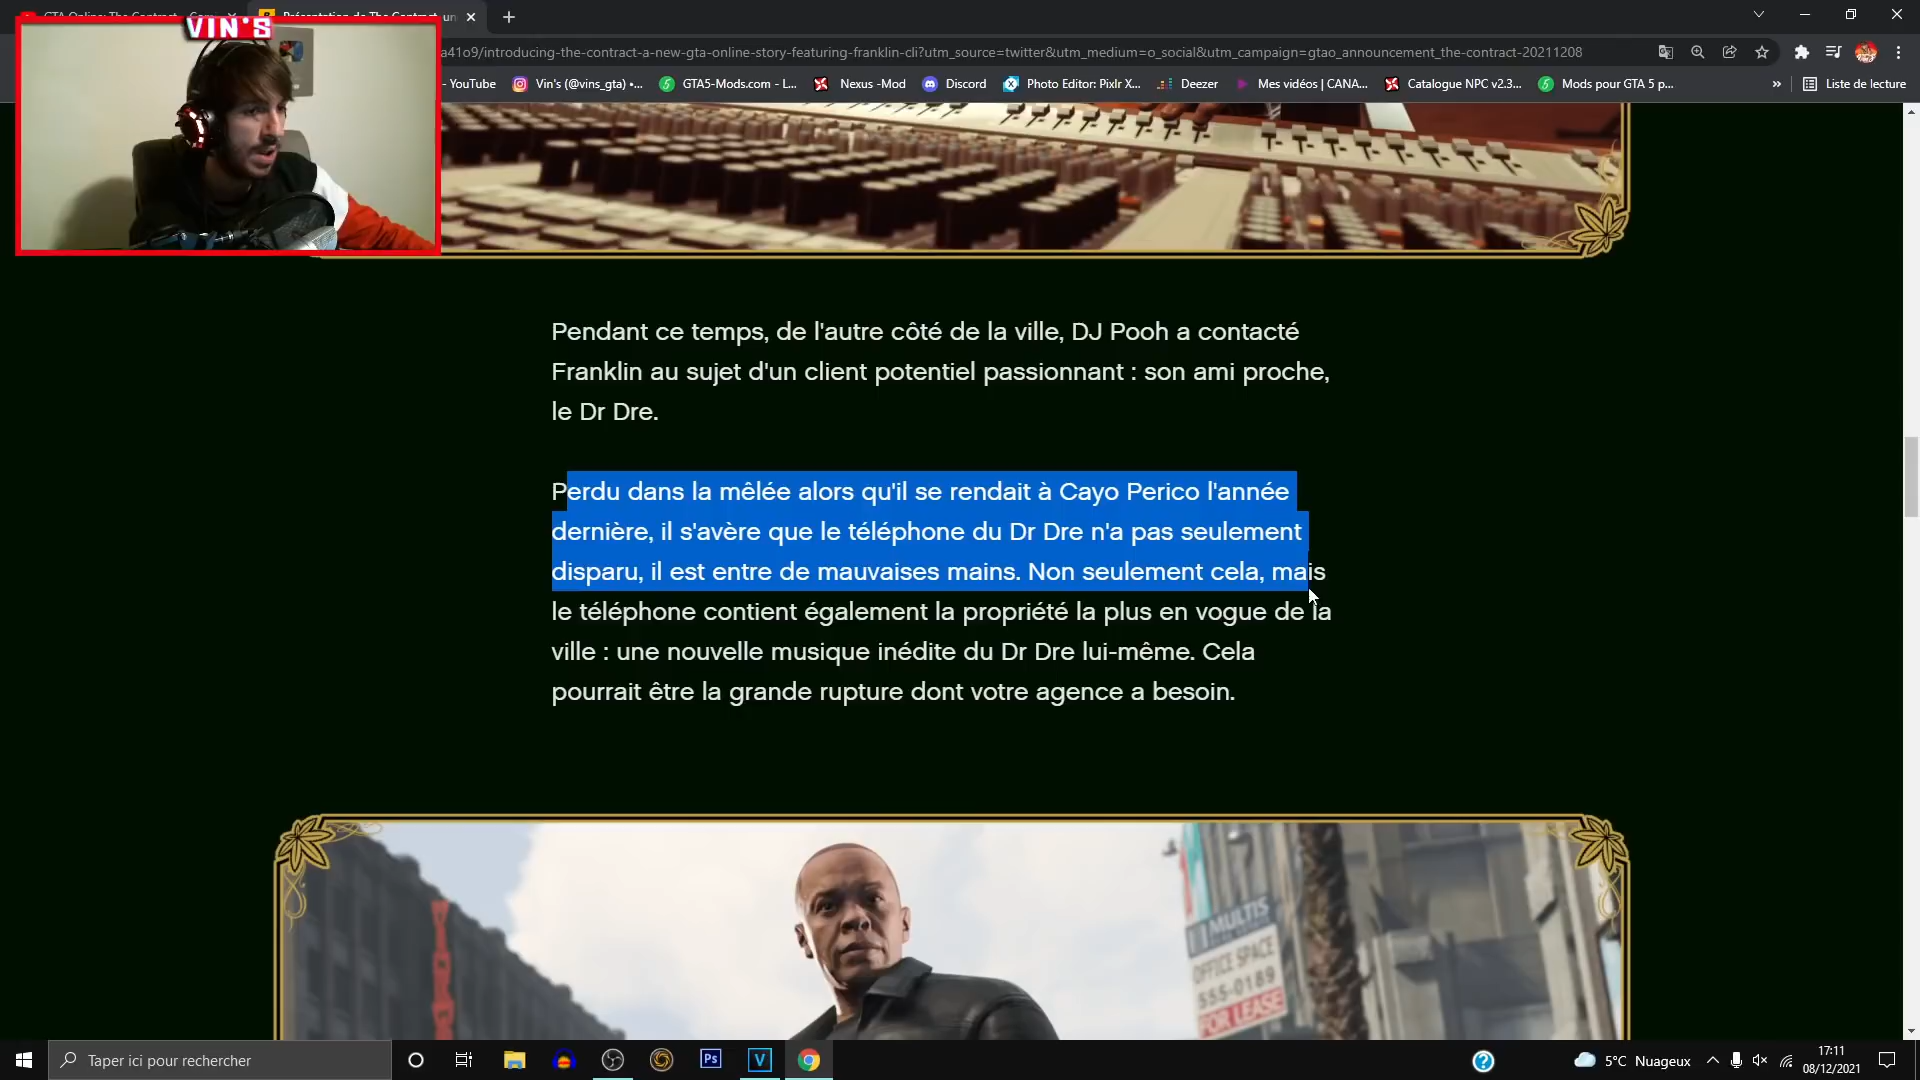 VIN'S
Présentation de The Contract, un
a41o9/introducing-the-contract-a-new-gta-online-story-featuring-franklin-cli?utm_source=twitter&utm_medium=o_social&utm_campaign=gtao_announcement_the-contract-20211208
- YouTube
Vin's (@vins_gta) •...
GTA5-Mods.com - L...
Nexus -Mod
Discord
Photo Editor: Pixlr X...
Deezer
Mes vidéos | CANA...
Catalogue NPC v2.3...
Mods pour GTA 5 p...
»
Liste de lecture
Pendant ce temps, de l'autre côté de la ville, DJ Pooh a contacté
Franklin au sujet d'un client potentiel passionnant : son ami proche,
le Dr Dre.
Perdu dans la mêlée alors qu'il se rendait à Cayo Perico l'année
dernière, il s'avère que le téléphone du Dr Dre n'a pas seulement
disparu, il est entre de mauvaises mains. Non seulement cela, mais
le téléphone contient également la propriété la plus en vogue de la
ville : une nouvelle musique inédite du Dr Dre lui-même. Cela
pourrait être la grande rupture dont votre agence a besoin.
MULTIS
OFFICE SPACE
555-0189
FOR LEASE
Taper ici pour rechercher
Ps
V
5°C Nuageux
17:11
08/12/2021